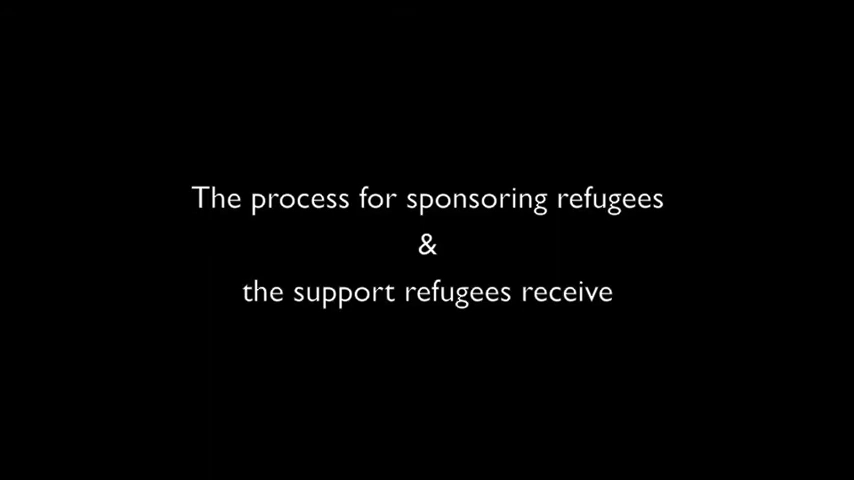 The process for sponsoring refugees
&
the support refugees receive